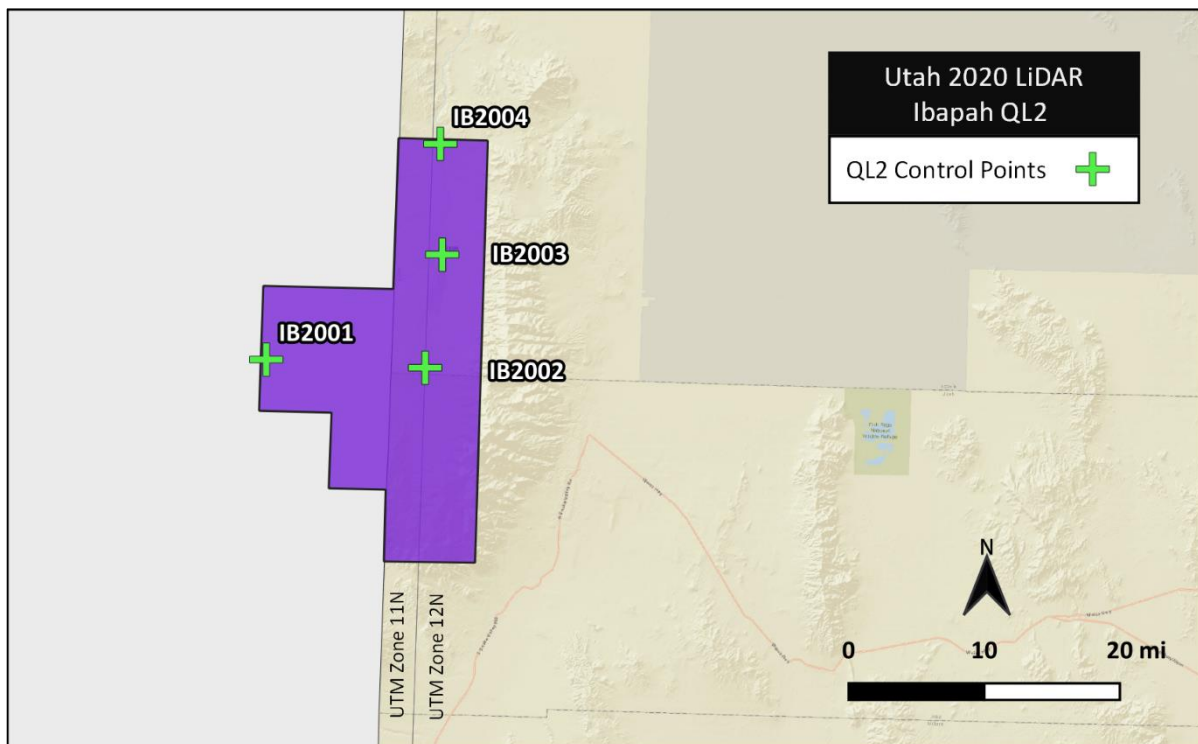 Utah 2020 LiDAR
Ibapah QL2
QL2 Control Points
IB2004
IB2003
IB2001
IB2002
UTM Zone 11N
UTM Zone 12N
N
0 10 20 mi